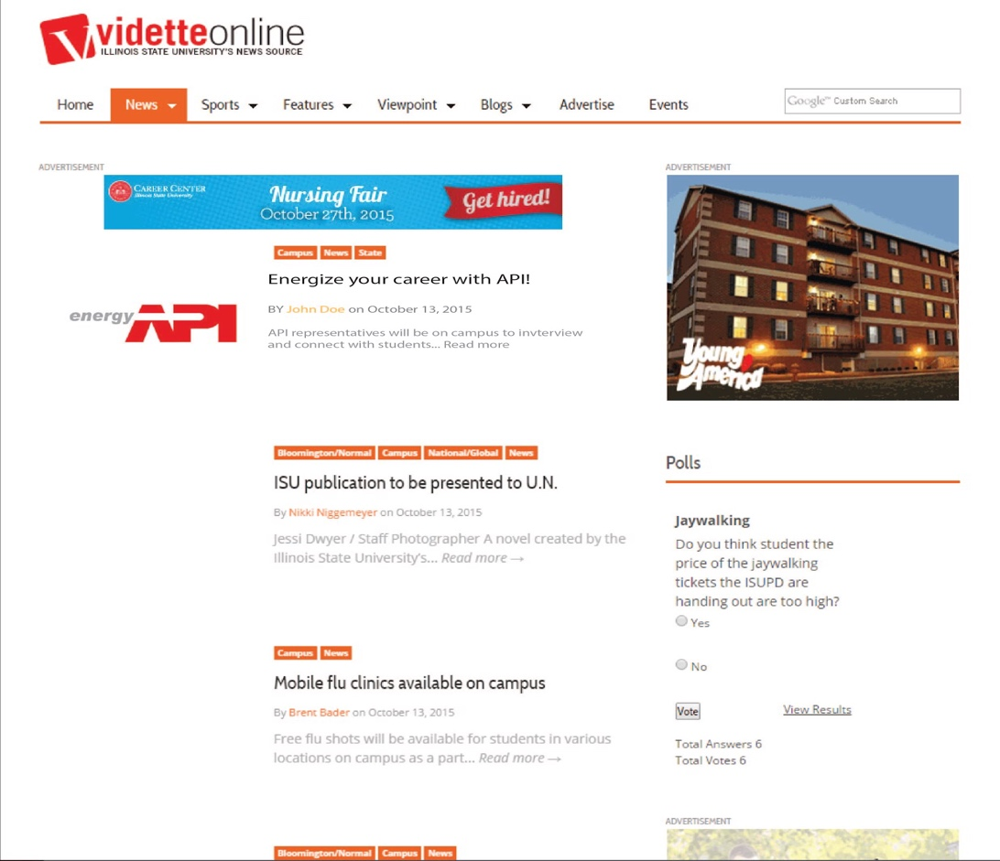 videtteonline
ILLINOIS STATE UNIVERSITY'S NEWS SOURCE
Home News Sports Features Viewpoint Blogs Advertise Events
Google™ Custom Search
ADVERTISEMENT
CAREER CENTER
Illinois State University
Nursing Fair
October 27th, 2015
Get hired!
Campus News State
Energize your career with API!
BY John Doe on October 13, 2015
API representatives will be on campus to invterview
and connect with students... Read more
energy API
Bloomington/Normal Campus National/Global News
ISU publication to be presented to U.N.
By Nikki Niggemeyer on October 13, 2015
Jessi Dwyer / Staff Photographer A novel created by the
Illinois State University's... Read more →
Campus News
Mobile flu clinics available on campus
By Brent Bader on October 13, 2015
Free flu shots will be available for students in various
locations on campus as a part... Read more →
Bloomington/Normal Campus News
ADVERTISEMENT
Young
America
Polls
Jaywalking
Do you think student the
price of the jaywalking
tickets the ISUPD are
handing out are too high?
Yes
No
Vote View Results
Total Answers 6
Total Votes 6
ADVERTISEMENT